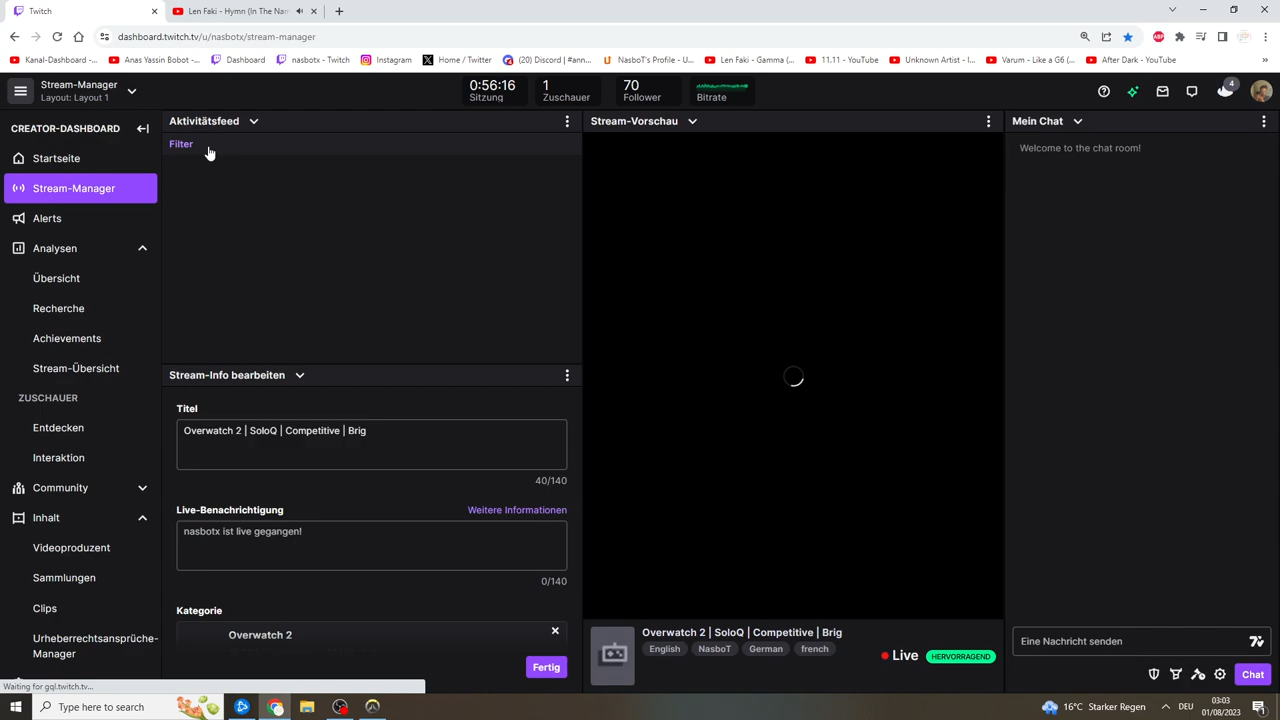 Twitch
Len Faki - Hymn (In The Nar
dashboard.twitch.tv/u/nasbotx/stream-manager
Kanal-Dashboard -...
Anas Yassin Bobot -...
Dashboard
nasbotx - Twitch
Instagram
Home / Twitter
(20) Discord | #ann...
NasboT's Profile - U...
Len Faki - Gamma (...
11.11 - YouTube
Unknown Artist - I...
Varum - Like a G6 (...
After Dark - YouTube
»
Stream-Manager
Layout: Layout 1
0:56:16
Sitzung
1
Zuschauer
70
Follower
Bitrate
4
CREATOR-DASHBOARD
Startseite
Stream-Manager
Alerts
Analysen
Übersicht
Recherche
Achievements
Stream-Übersicht
ZUSCHAUER
Entdecken
Interaktion
Community
Inhalt
Videoproduzent
Sammlungen
Clips
Urheberrechtsansprüche-
Manager
Aktivitätsfeed
Filter
Stream-Info bearbeiten
Titel
Overwatch 2 | SoloQ | Competitive | Brig
40/140
Live-Benachrichtigung
Weitere Informationen
nasbotx ist live gegangen!
0/140
Kategorie
Overwatch 2
Fertig
Stream-Vorschau
Overwatch 2 | SoloQ | Competitive | Brig
English
NasboT
German
french
Live
HERVORRAGEND
Mein Chat
Welcome to the chat room!
Eine Nachricht senden
Chat
Waiting for gql.twitch.tv...
Type here to search
16°C Starker Regen
DEU
03:03
01/08/2023
1